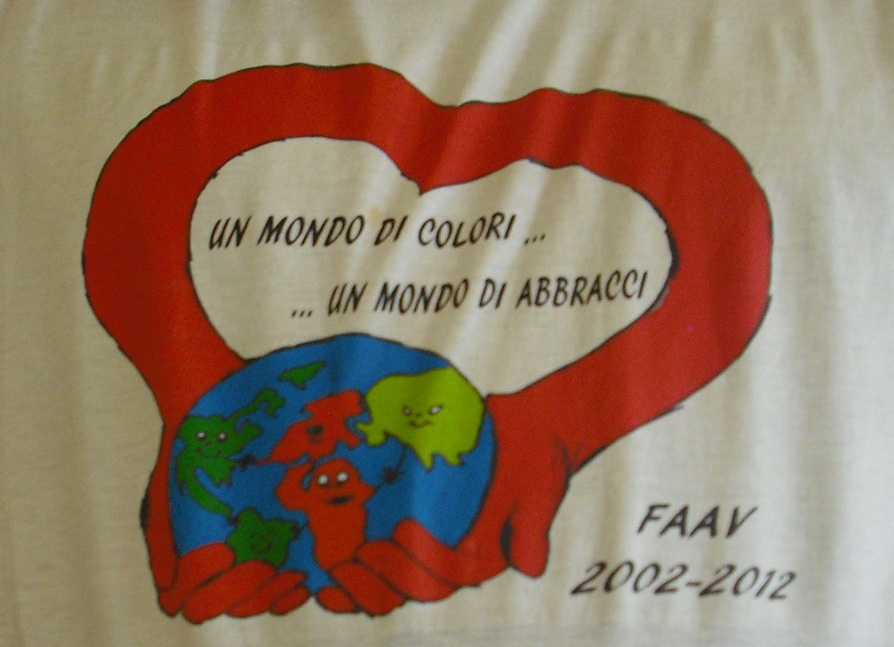 UN MONDO DI COLORI ...
... UN MONDO DI ABBRACCI
FAAV
2002-2012